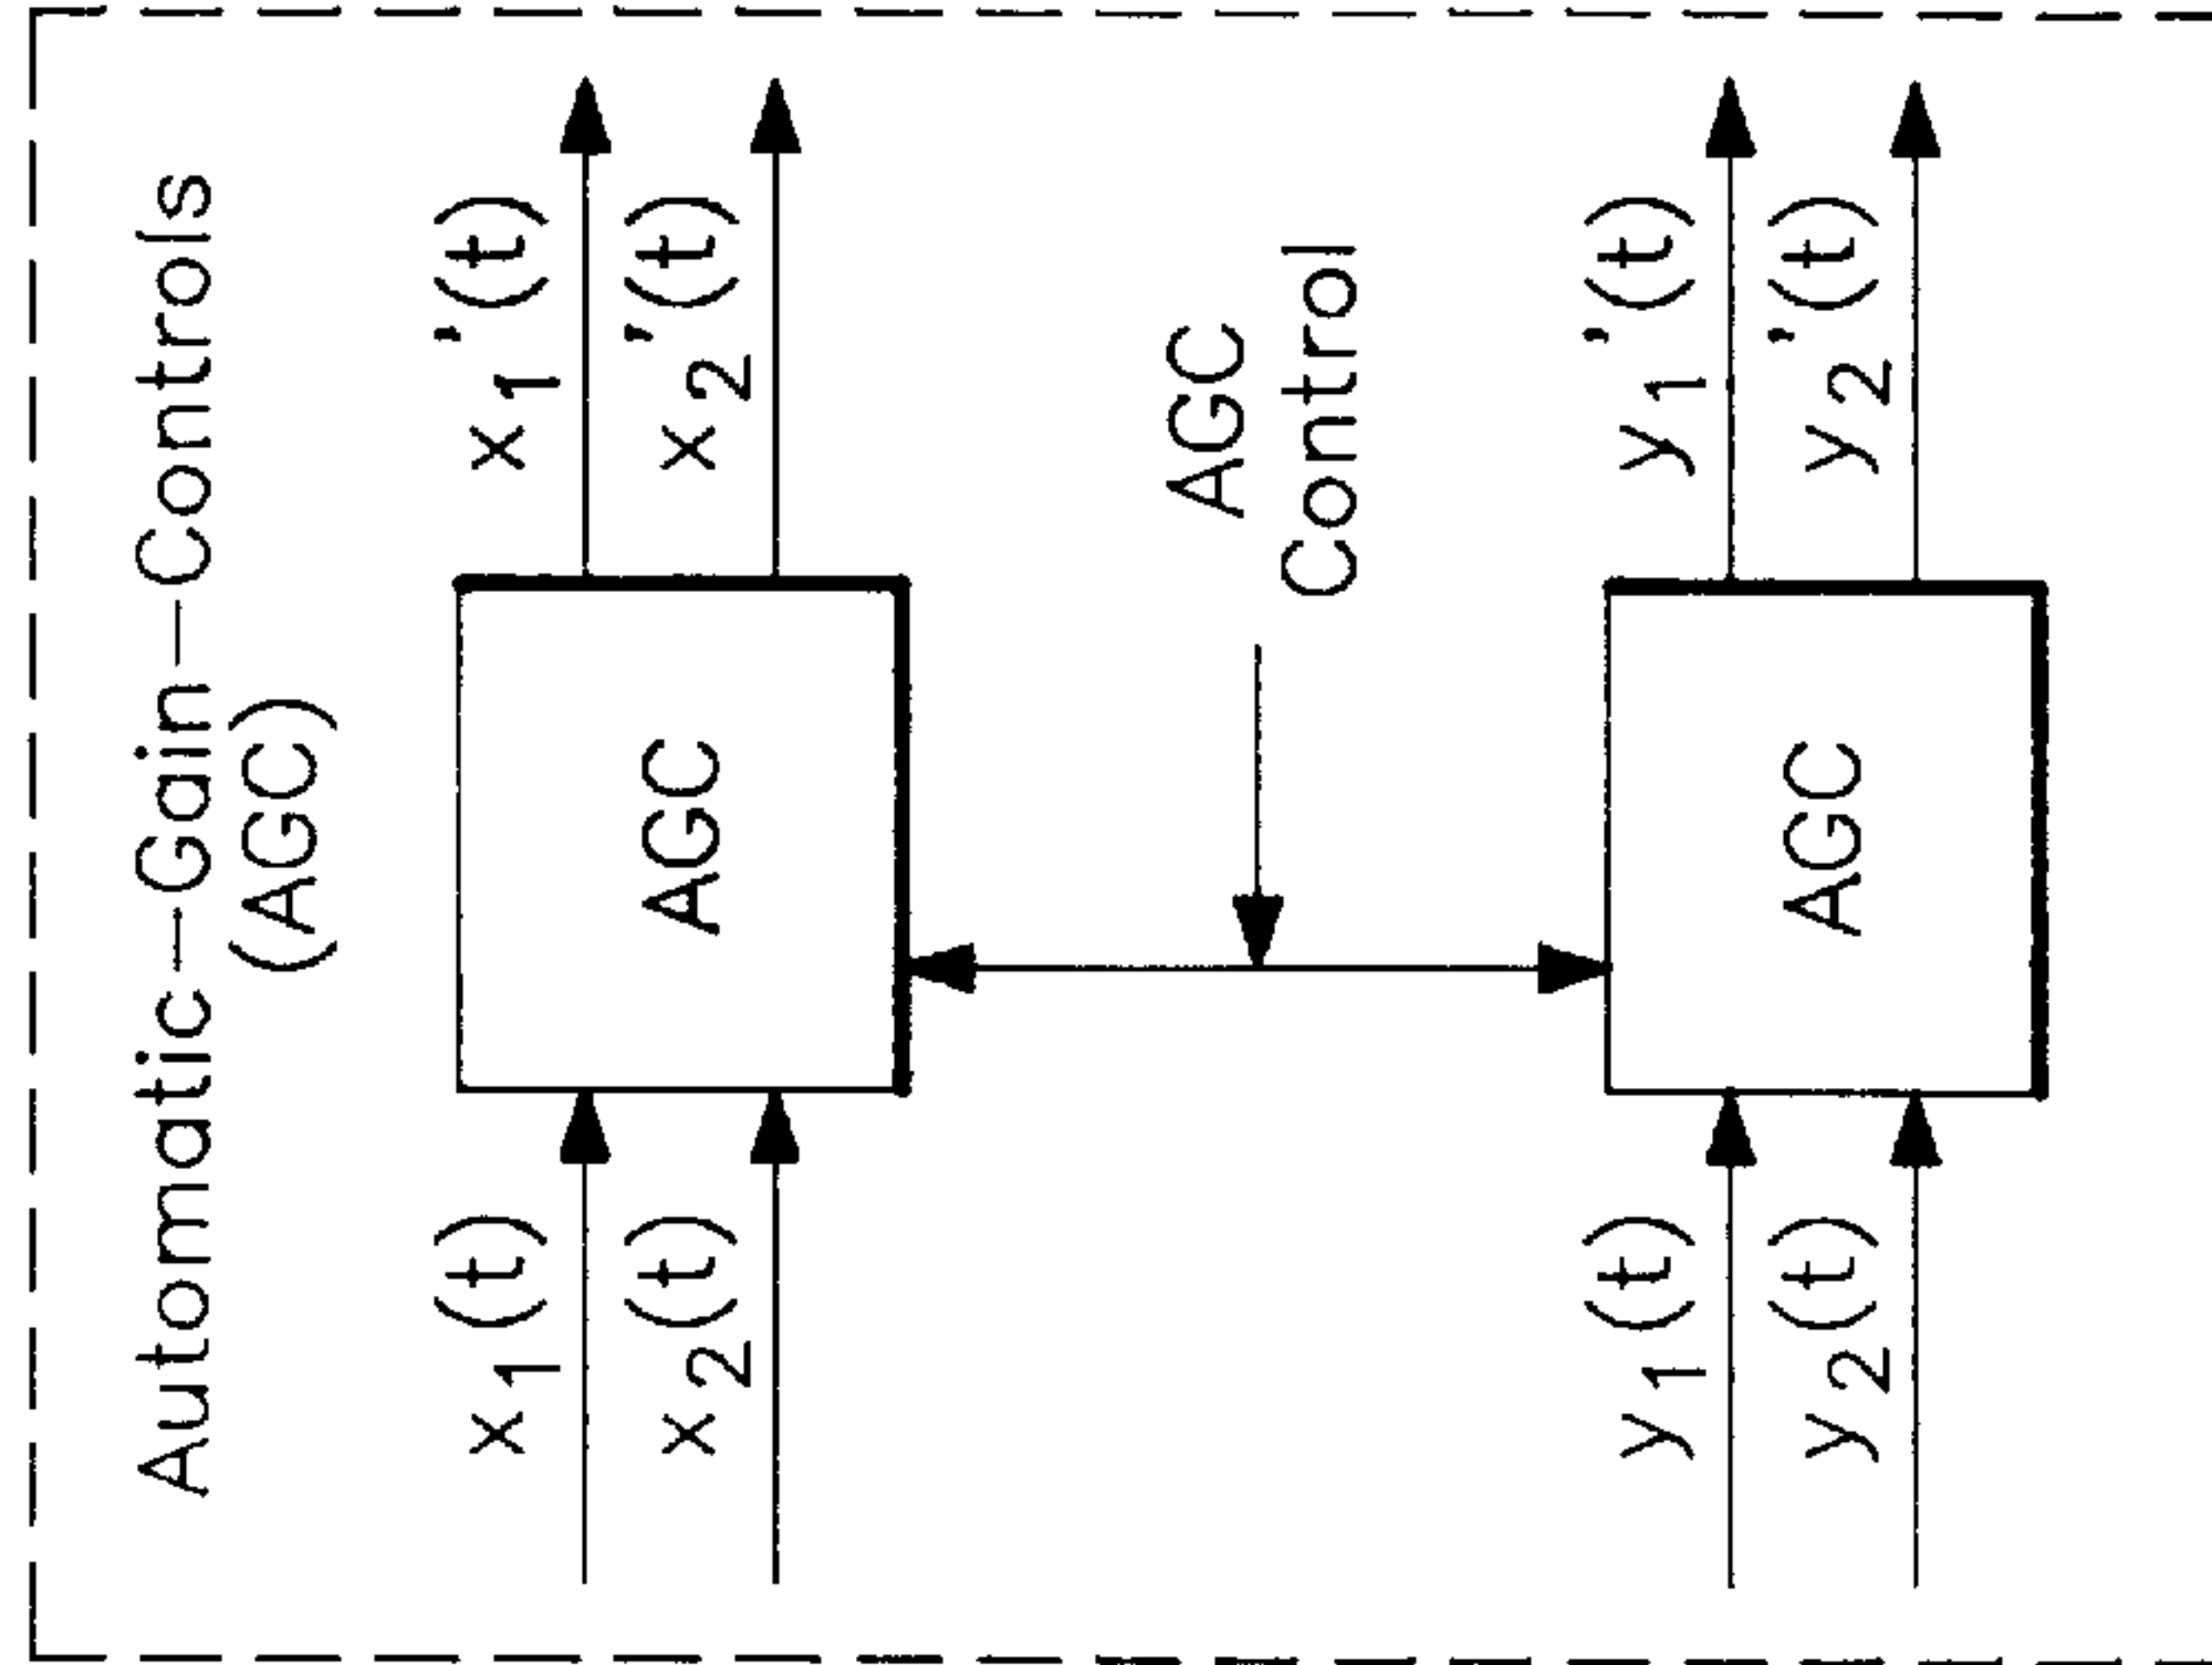 Automatic-Gain-Controls
(AGC)
x1(t)
x1'(t)
x2(t)
x2'(t)
AGC
AGC
Control
y1(t)
y1'(t)
y2(t)
y2'(t)
AGC